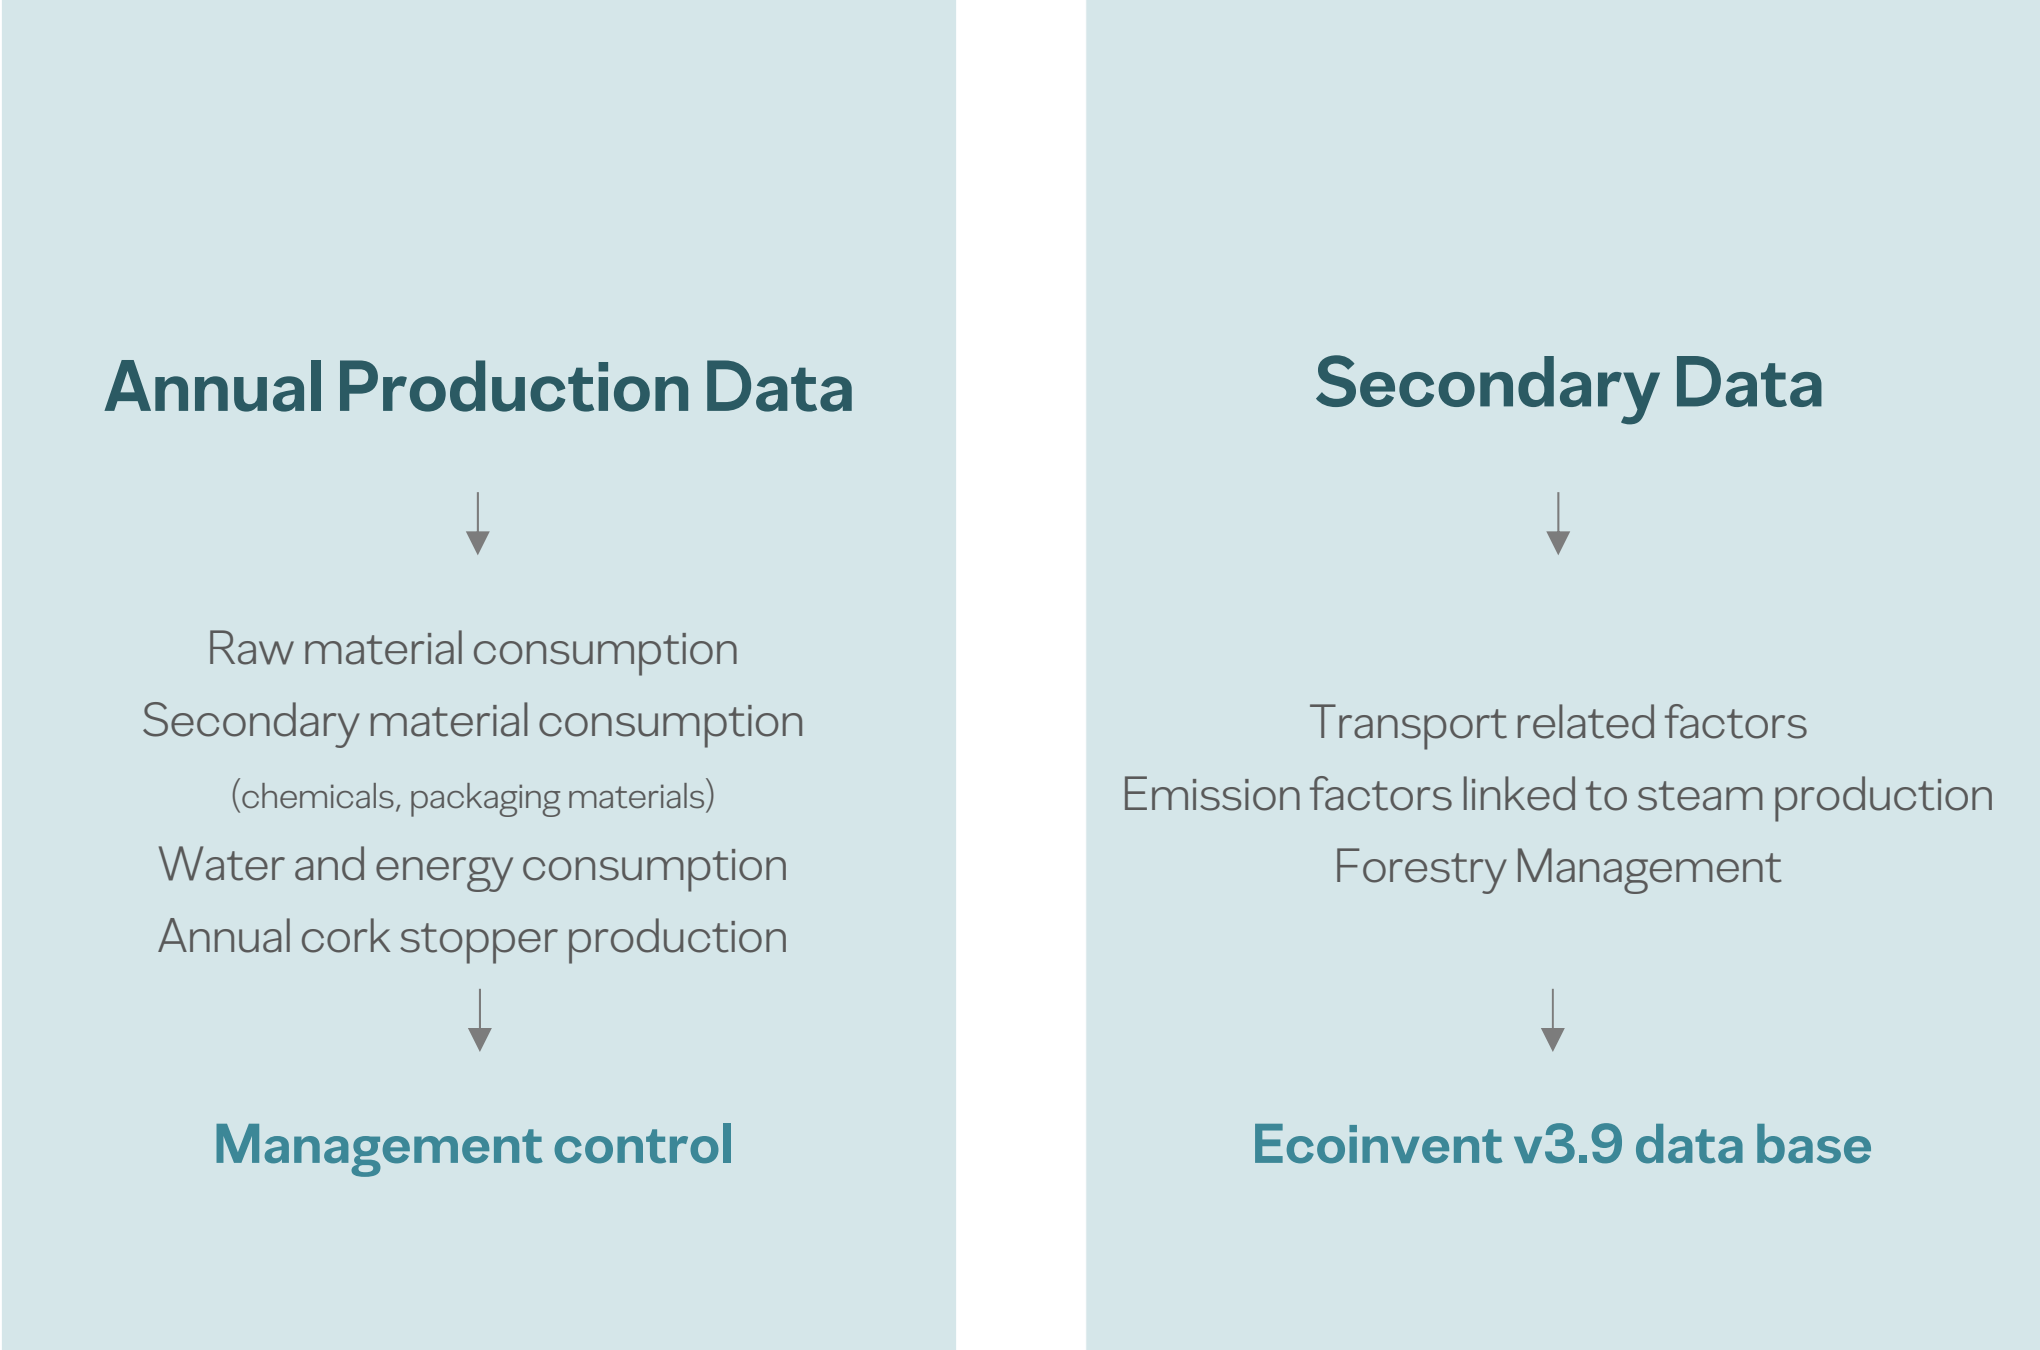 Annual Production Data
Raw material consumption
Secondary material consumption
(chemicals, packaging materials)
Water and energy consumption
Annual cork stopper production
Management control
Secondary Data
Transport related factors
Emission factors linked to steam production
Forestry Management
Ecoinvent v3.9 data base